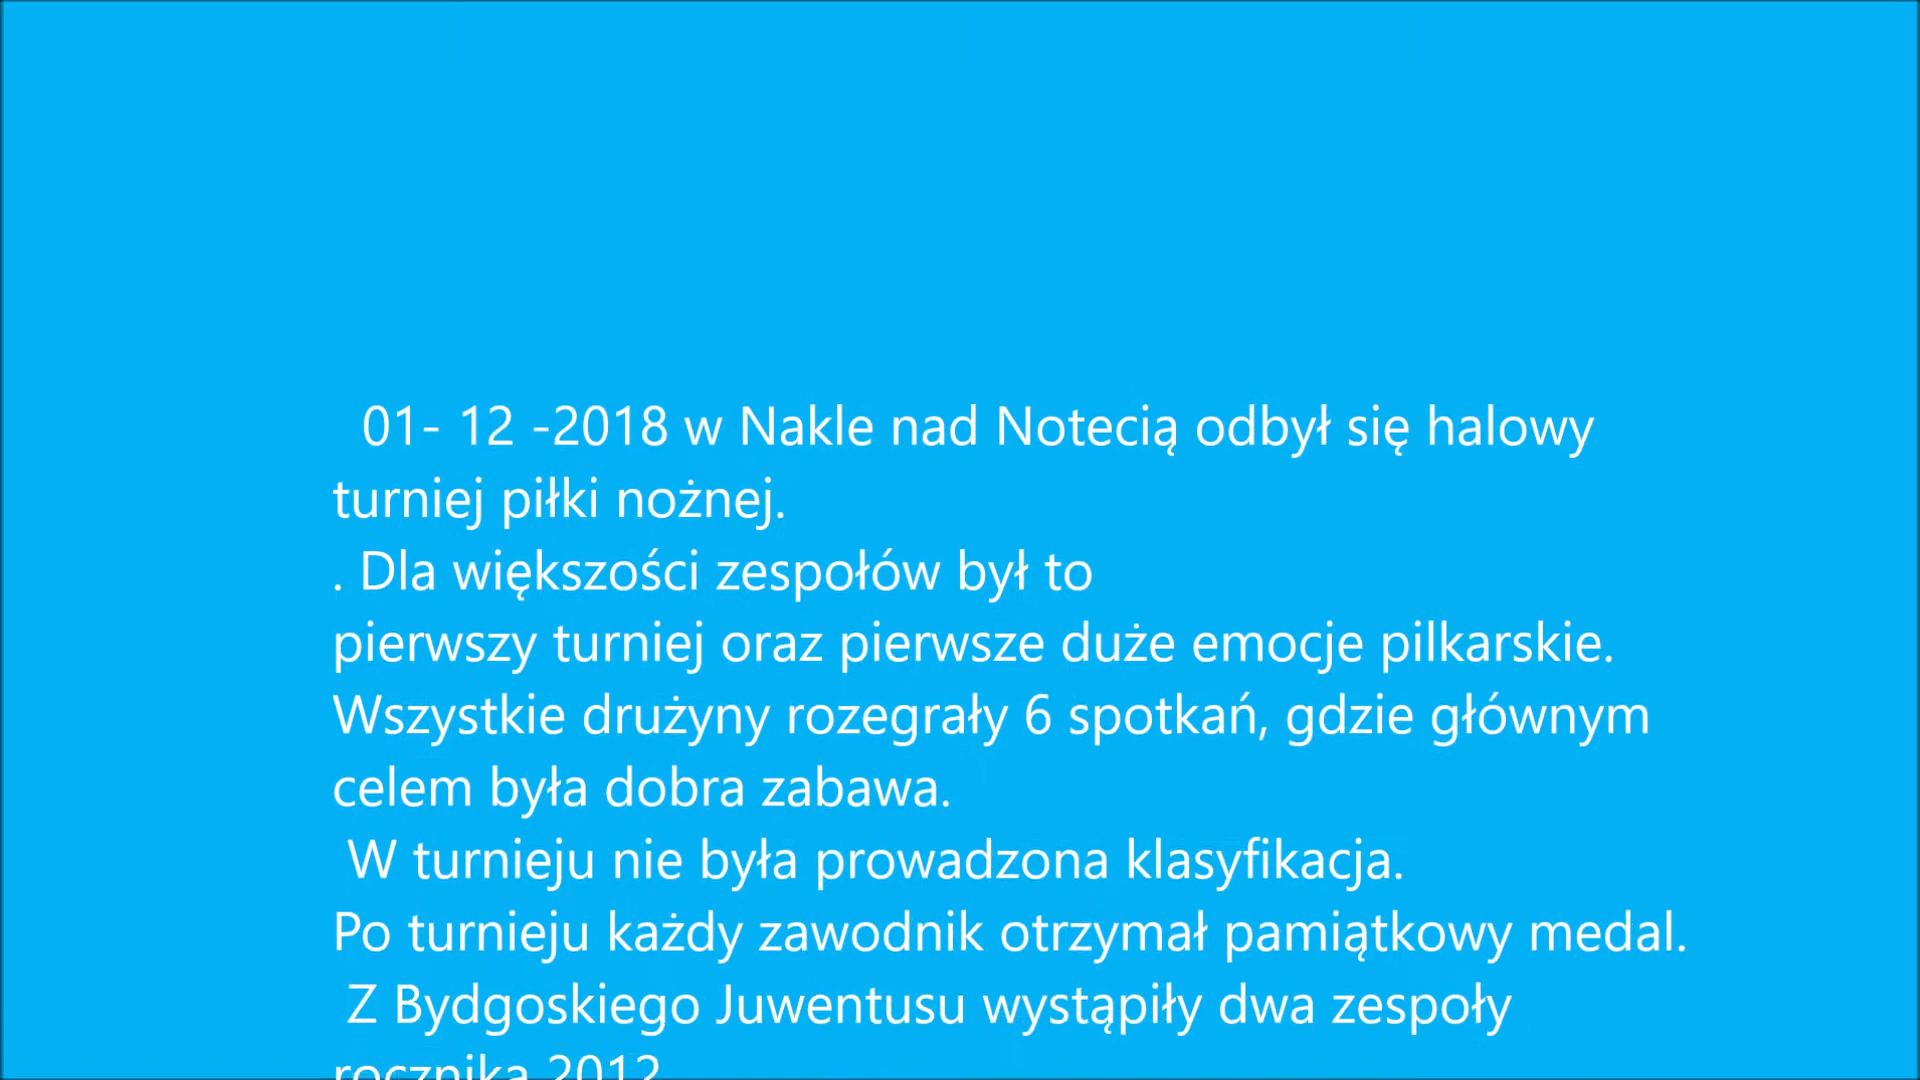 01- 12 -2018 w Nakle nad Notecią odbył się halowy
turniej piłki nożnej.
. Dla większości zespołów był to
pierwszy turniej oraz pierwsze duże emocje pilkarskie.
Wszystkie drużyny rozegrały 6 spotkań, gdzie głównym
celem była dobra zabawa.
W turnieju nie była prowadzona klasyfikacja.
Po turnieju każdy zawodnik otrzymał pamiątkowy medal.
Z Bydgoskiego Juwentusu wystąpiły dwa zespoły
rocznika 2012